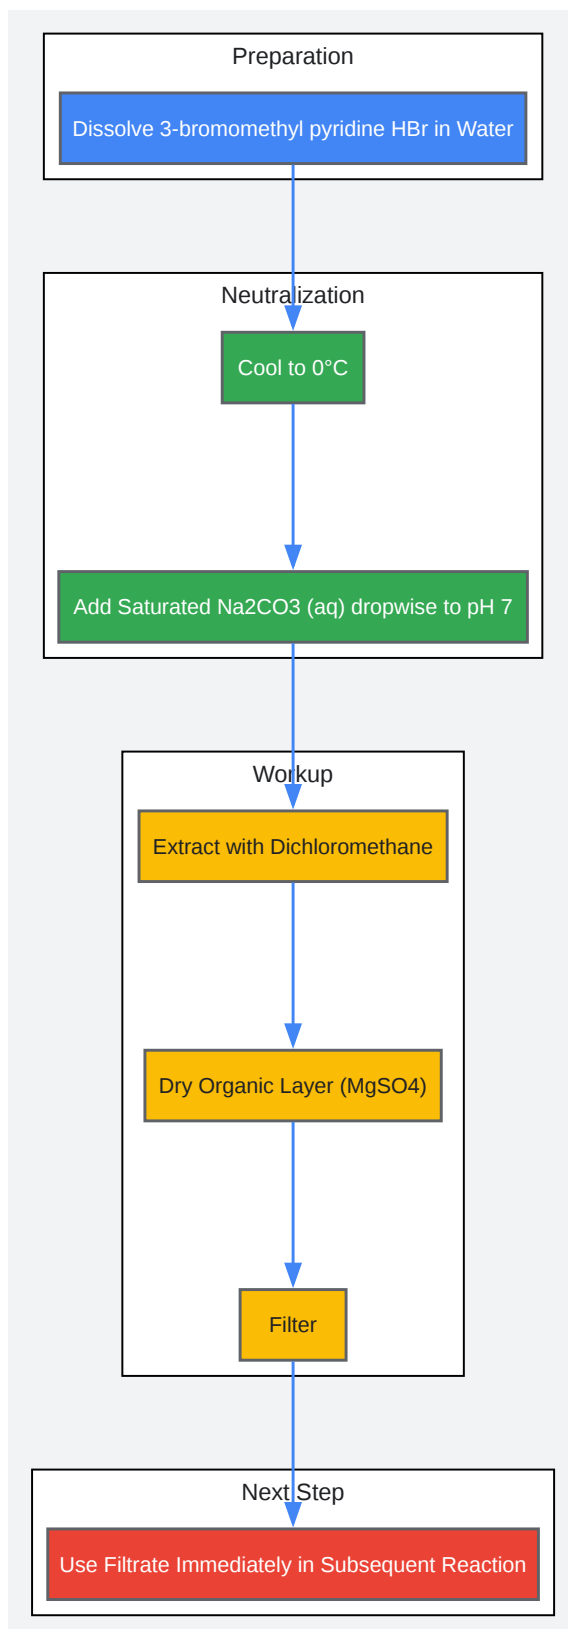 Preparation
Dissolve 3-bromomethyl pyridine HBr in Water
Neutralization
Cool to 0°C
Add Saturated Na2CO3 (aq) dropwise to pH 7
Workup
Extract with Dichloromethane
Dry Organic Layer (MgSO4)
Filter
Next Step
Use Filtrate Immediately in Subsequent Reaction